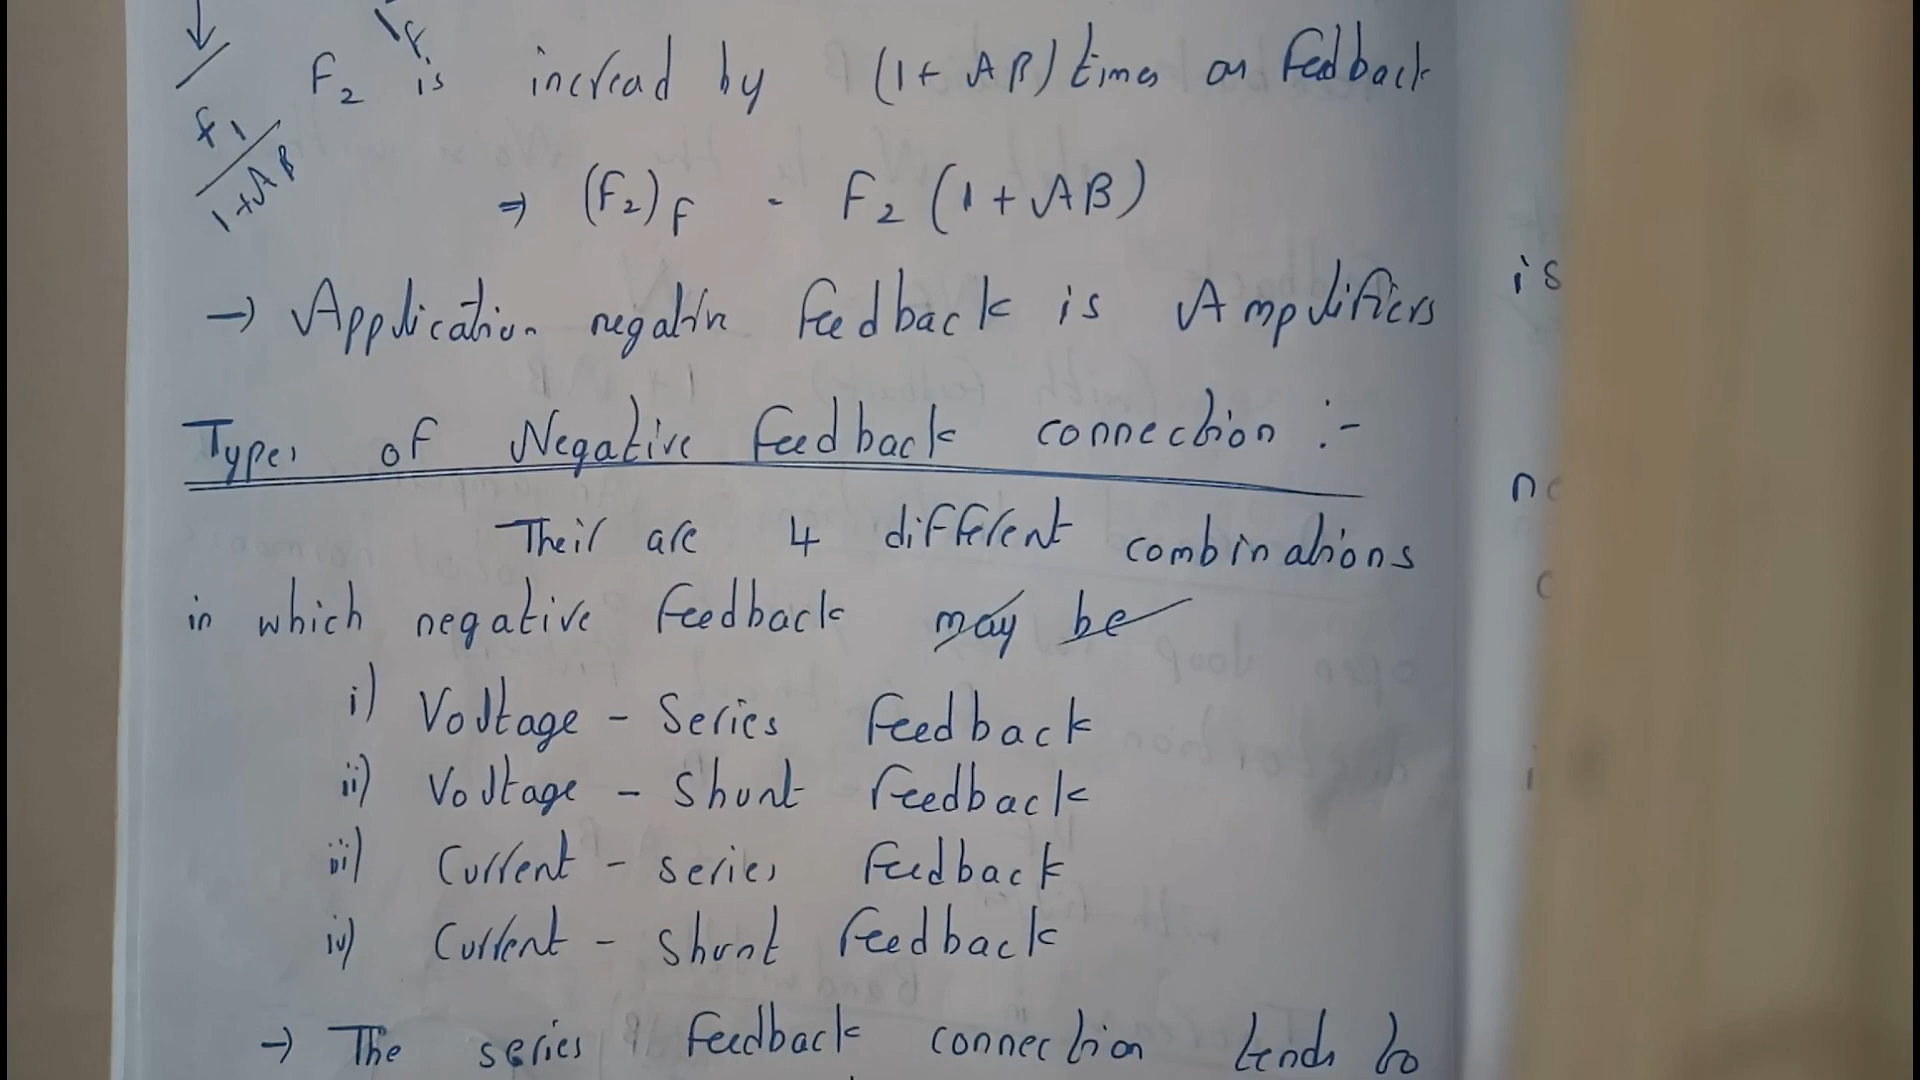 F2 is incread by (1+ Aβ) times on Feedback
f1
1+Aβ
⇒ (F2)F = F2 (1+Aβ)
→ Application negative feedback is Amplifiers
Types of Negative feedback connection :-
Their are 4 different combinations
in which negative feedback may be
i) Voltage - Series feedback
ii) Voltage - Shunt feedback
iii) Current - series feedback
iv) Current - Shunt feedback
→ The series feedback connection tends to
is